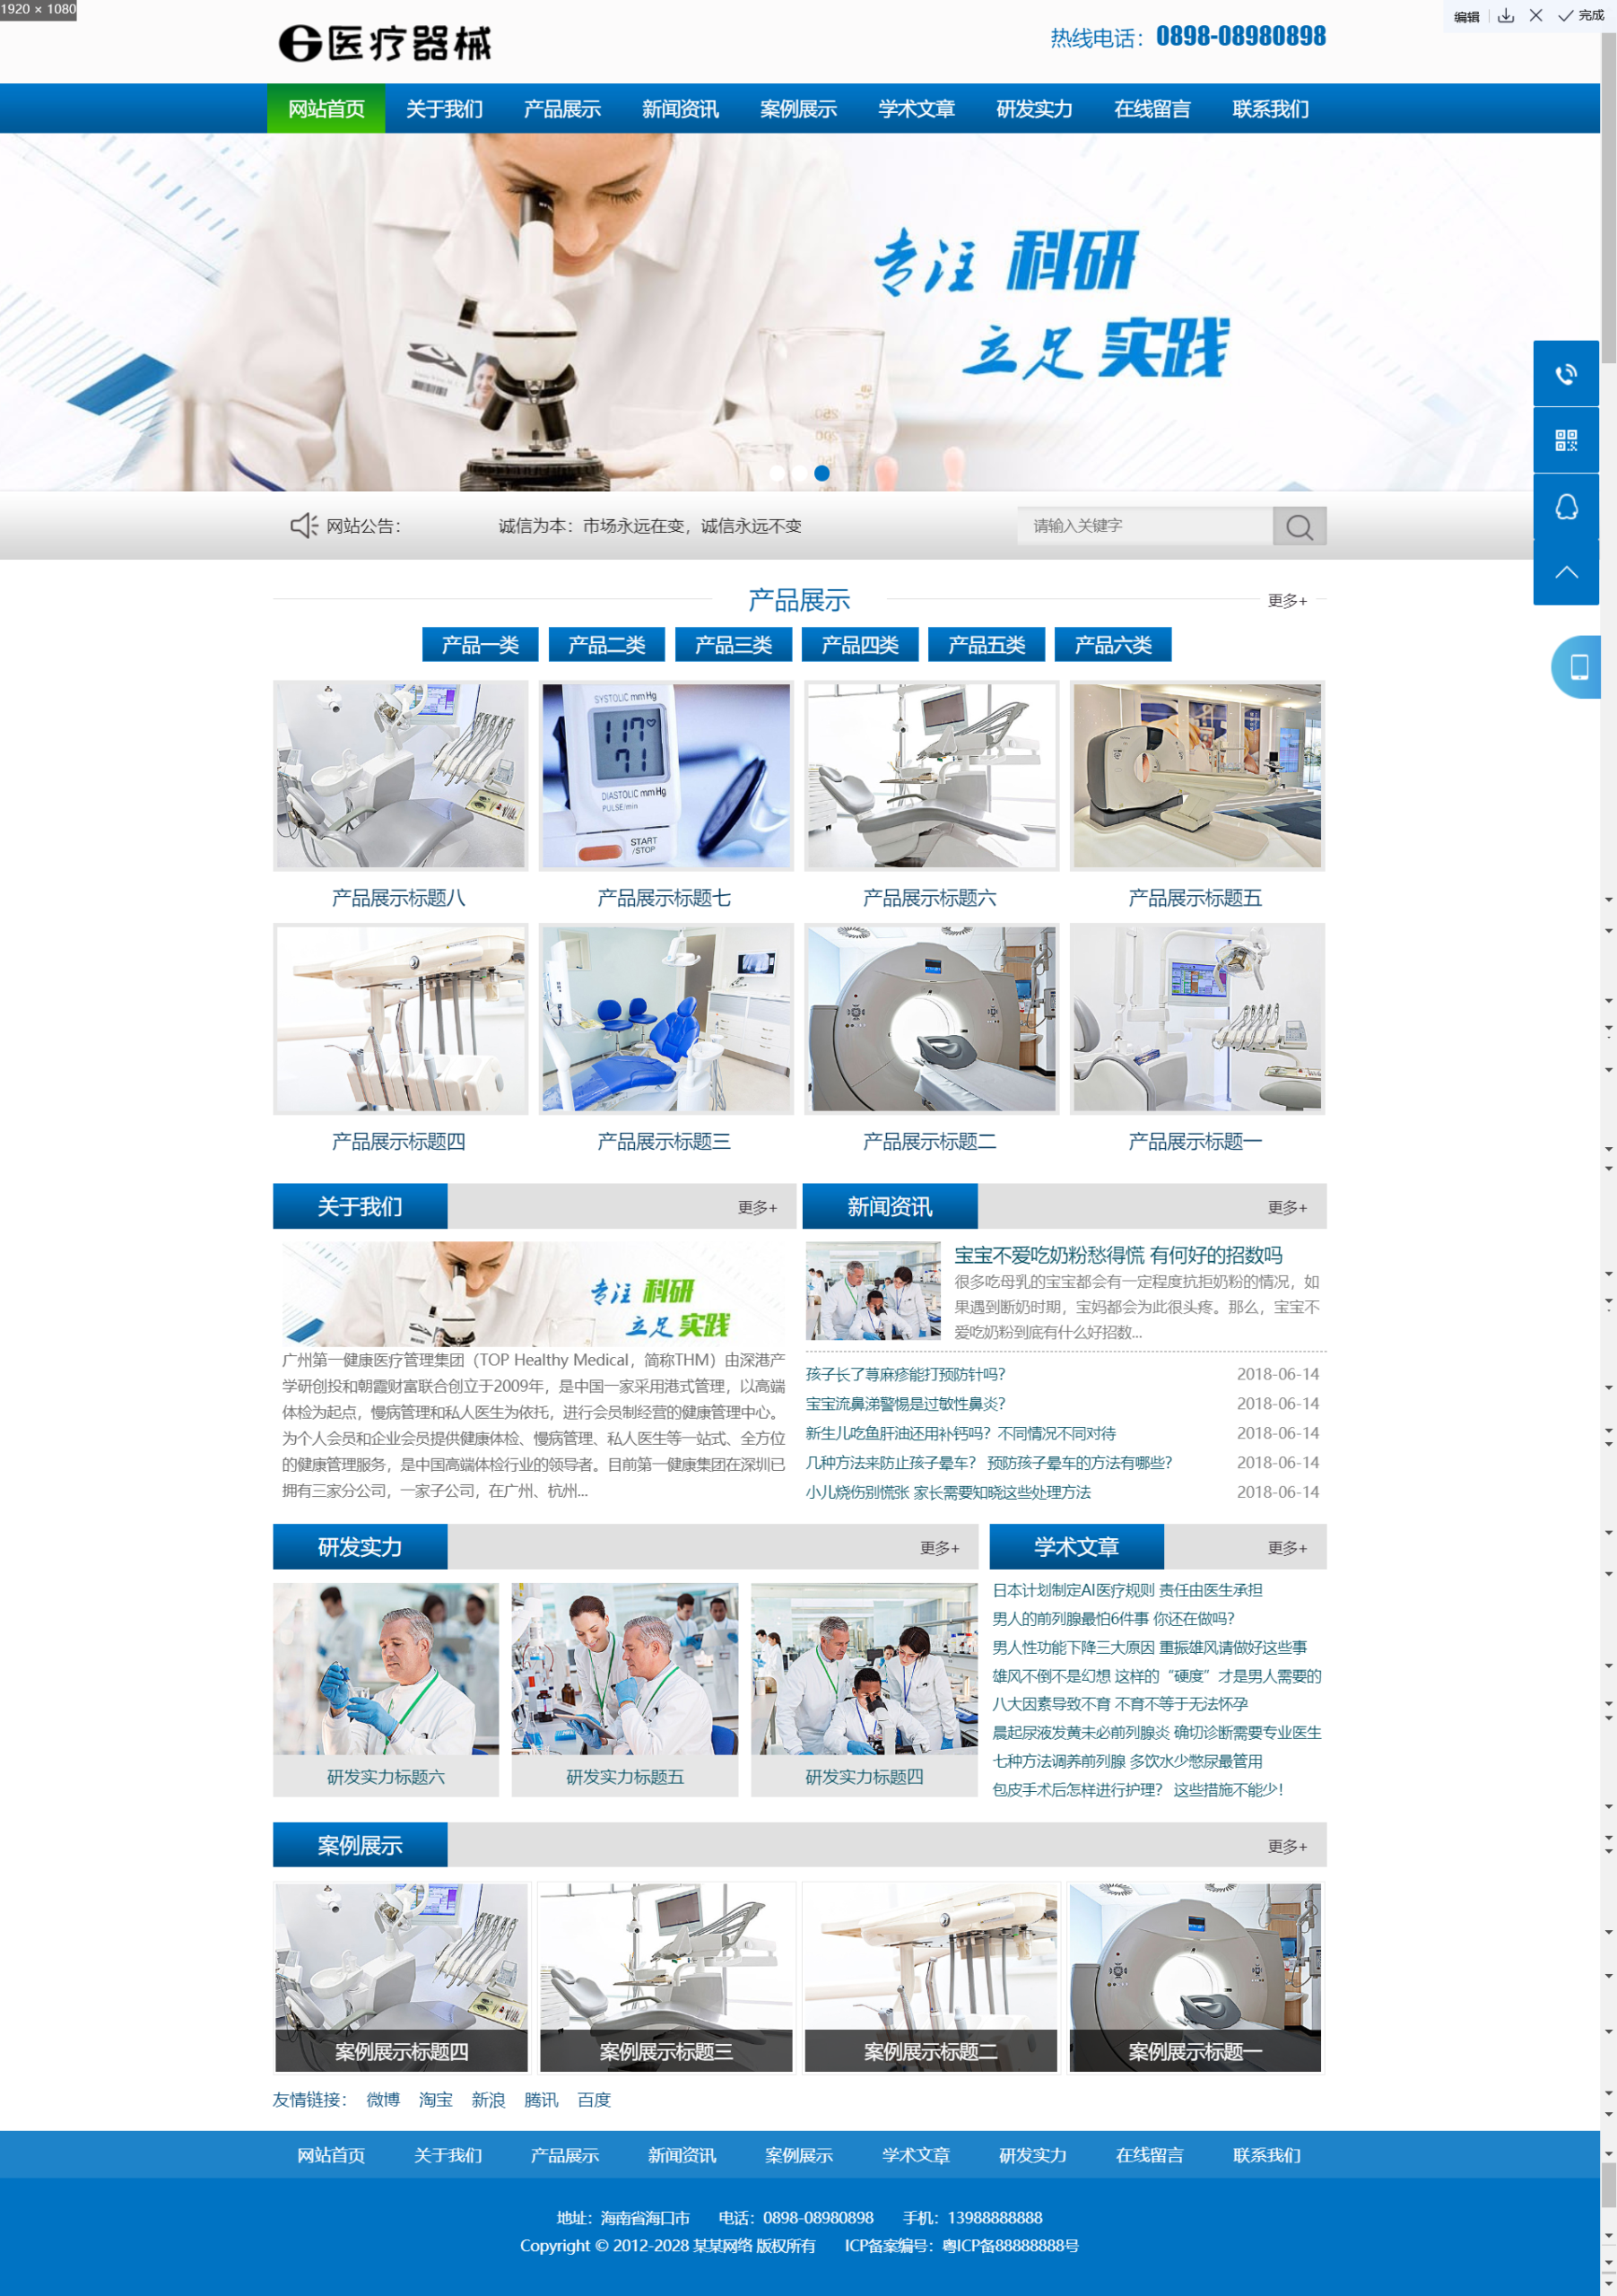 1920 × 1080
编辑
完成
医疗器械
热线电话：0898-08980898
网站首页 关于我们 产品展示 新闻资讯 案例展示 学术文章 研发实力 在线留言 联系我们
专注 科研
立足 实践
网站公告：
诚信为本：市场永远在变，诚信永远不变
请输入关键字
产品展示
更多+
产品一类 产品二类 产品三类 产品四类 产品五类 产品六类
SYSTOLIC mmHg
117
71
DIASTOLIC mmHg
PULSE/min
START
/STOP
产品展示标题八 产品展示标题七 产品展示标题六 产品展示标题五
产品展示标题四 产品展示标题三 产品展示标题二 产品展示标题一
关于我们
更多+
专注 科研
立足 实践
广州第一健康医疗管理集团（TOP Healthy Medical，简称THM）由深港产
学研创投和朝霞财富联合创立于2009年，是中国一家采用港式管理，以高端
体检为起点，慢病管理和私人医生为依托，进行会员制经营的健康管理中心。
为个人会员和企业会员提供健康体检、慢病管理、私人医生等一站式、全方位
的健康管理服务，是中国高端体检行业的领导者。目前第一健康集团在深圳已
拥有三家分公司，一家子公司，在广州、杭州...
新闻资讯
更多+
宝宝不爱吃奶粉愁得慌 有何好的招数吗
很多吃母乳的宝宝都会有一定程度抗拒奶粉的情况，如
果遇到断奶时期，宝妈都会为此很头疼。那么，宝宝不
爱吃奶粉到底有什么好招数...
孩子长了荨麻疹能打预防针吗？ 2018-06-14
宝宝流鼻涕警惕是过敏性鼻炎？ 2018-06-14
新生儿吃鱼肝油还用补钙吗？不同情况不同对待 2018-06-14
几种方法来防止孩子晕车？ 预防孩子晕车的方法有哪些？ 2018-06-14
小儿烧伤别慌张 家长需要知晓这些处理方法 2018-06-14
研发实力
更多+
研发实力标题六 研发实力标题五 研发实力标题四
学术文章
更多+
日本计划制定AI医疗规则 责任由医生承担
男人的前列腺最怕6件事 你还在做吗？
男人性功能下降三大原因 重振雄风请做好这些事
雄风不倒不是幻想 这样的“硬度”才是男人需要的
八大因素导致不育 不育不等于无法怀孕
晨起尿液发黄未必前列腺炎 确切诊断需要专业医生
七种方法调养前列腺 多饮水少憋尿最管用
包皮手术后怎样进行护理？ 这些措施不能少！
案例展示
更多+
案例展示标题四 案例展示标题三 案例展示标题二 案例展示标题一
友情链接： 微博 淘宝 新浪 腾讯 百度
网站首页 关于我们 产品展示 新闻资讯 案例展示 学术文章 研发实力 在线留言 联系我们
地址：海南省海口市 电话：0898-08980898 手机：13988888888
Copyright © 2012-2028 某某网络 版权所有 ICP备案编号：粤ICP备88888888号